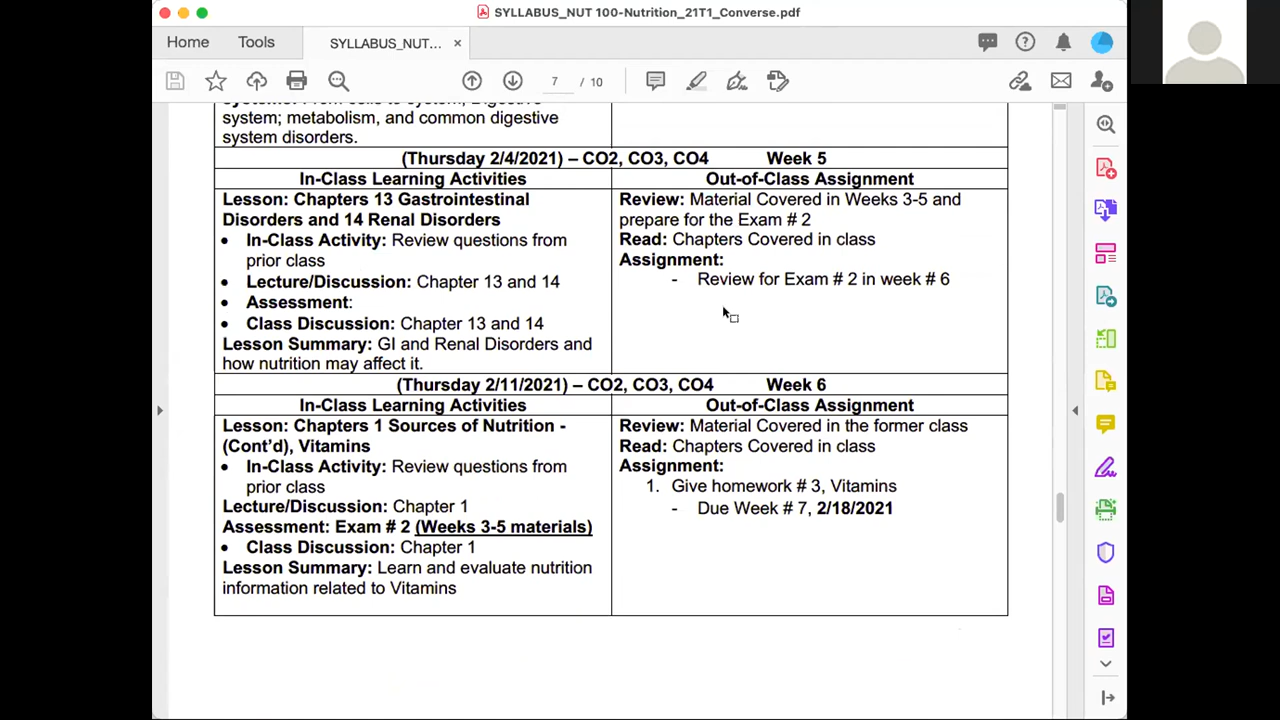 SYLLABUS_NUT 100-Nutrition_21T1_Converse.pdf
Home Tools SYLLABUS_NUT... ×
7 / 10
system; metabolism, and common digestive
system disorders.
(Thursday 2/4/2021) – CO2, CO3, CO4 Week 5
In-Class Learning Activities Out-of-Class Assignment
Lesson: Chapters 13 Gastrointestinal
Disorders and 14 Renal Disorders
• In-Class Activity: Review questions from
prior class
• Lecture/Discussion: Chapter 13 and 14
• Assessment:
• Class Discussion: Chapter 13 and 14
Lesson Summary: GI and Renal Disorders and
how nutrition may affect it.
Review: Material Covered in Weeks 3-5 and
prepare for the Exam # 2
Read: Chapters Covered in class
Assignment:
- Review for Exam # 2 in week # 6
(Thursday 2/11/2021) – CO2, CO3, CO4 Week 6
In-Class Learning Activities Out-of-Class Assignment
Lesson: Chapters 1 Sources of Nutrition -
(Cont’d), Vitamins
• In-Class Activity: Review questions from
prior class
Lecture/Discussion: Chapter 1
Assessment: Exam # 2 (Weeks 3-5 materials)
• Class Discussion: Chapter 1
Lesson Summary: Learn and evaluate nutrition
information related to Vitamins
Review: Material Covered in the former class
Read: Chapters Covered in class
Assignment:
1. Give homework # 3, Vitamins
- Due Week # 7, 2/18/2021